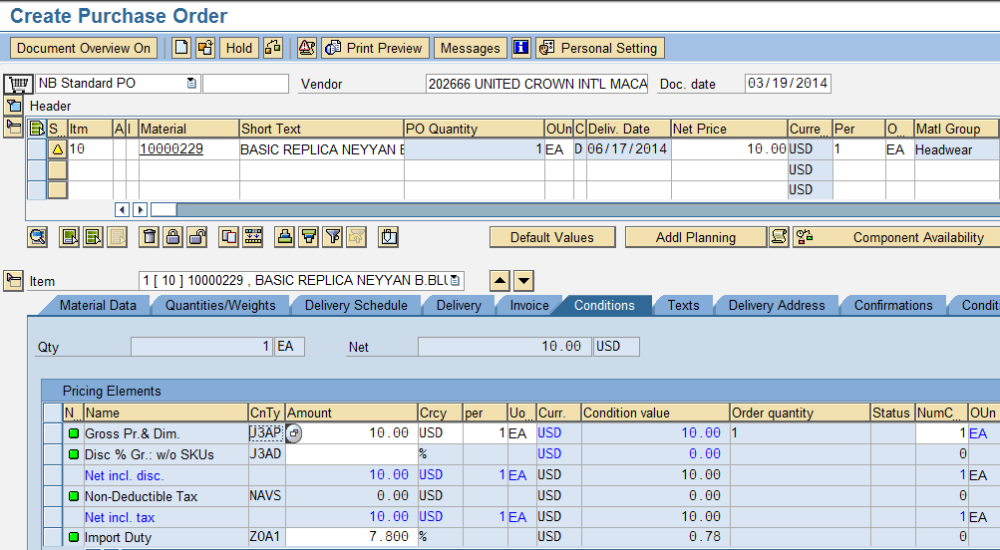 Create Purchase Order
Document Overview On Hold Print Preview Messages Personal Setting
NB Standard PO Vendor 202666 UNITED CROWN INT'L MACA Doc. date 03/19/2014
Header
S... Itm A I Material Short Text PO Quantity OUn C Deliv. Date Net Price Curre... Per O... Matl Group
10 10000229 BASIC REPLICA NEYYAN B 1 EA D 06/17/2014 10.00 USD 1 EA Headwear
USD
USD
Default Values Addl Planning Component Availability
Item 1 [ 10 ] 10000229 , BASIC REPLICA NEYYAN B.BLU
Material Data Quantities/Weights Delivery Schedule Delivery Invoice Conditions Texts Delivery Address Confirmations Conditi
Qty 1 EA Net 10.00 USD
Pricing Elements
N... Name CnTy Amount Crcy per Uo... Curr. Condition value Order quantity Status NumC... OUn
Gross Pr.& Dim. J3AP 10.00 USD 1 EA USD 10.00 1 1 EA
Disc % Gr.: w/o SKUs J3AD % USD 0.00 0
Net incl. disc. 10.00 USD 1 EA USD 10.00 1 EA
Non-Deductible Tax NAVS 0.00 USD USD 0.00 0
Net incl. tax 10.00 USD 1 EA USD 10.00 1 EA
Import Duty Z0A1 7.800 % USD 0.78 0